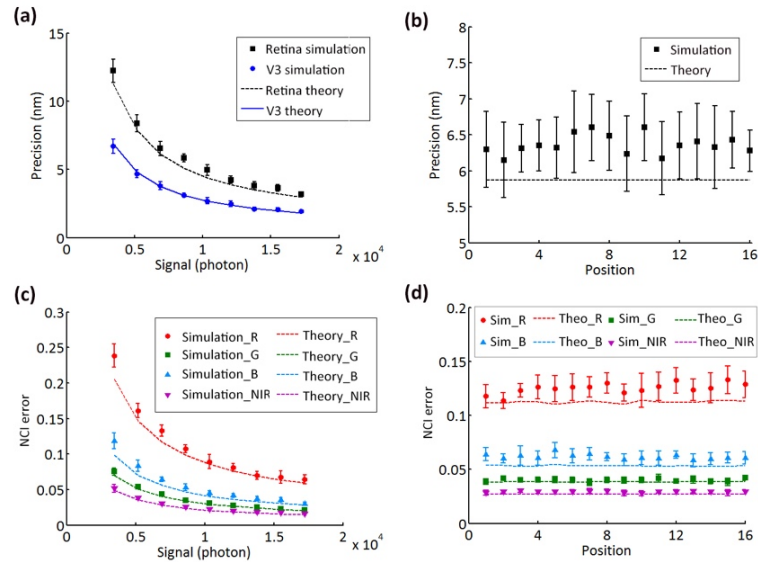 (a)
15
10
5
0
Precision (nm)
0
0.5
1
1.5
2
x 10⁴
Signal (photon)
Retina simulation
V3 simulation
Retina theory
V3 theory
(b)
8
7.5
7
6.5
6
5.5
5
Precision (nm)
0
4
8
12
16
Position
Simulation
Theory
(c)
0.3
0.25
0.2
0.15
0.1
0.05
0
NCI error
0
0.5
1
1.5
2
x 10⁴
Signal (photon)
Simulation_R
Theory_R
Simulation_G
Theory_G
Simulation_B
Theory_B
Simulation_NIR
Theory_NIR
(d)
0.2
0.15
0.1
0.05
0
NCI error
0
4
8
12
16
Position
Sim_R
Theo_R
Sim_G
Theo_G
Sim_B
Theo_B
Sim_NIR
Theo_NIR